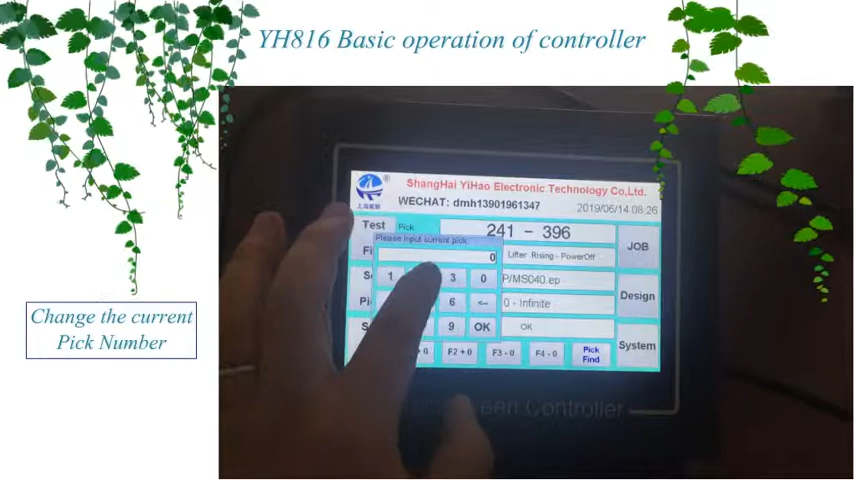 YH816 Basic operation of controller
ShangHai YiHao Electronic Technology Co,Ltd.
WECHAT: dmh13901961347
2019/06/14 08:26
Test
Pick
241 - 396
JOB
Please input current pick
0
Lifter Rising - PowerOff
1
3
0
P/MS040.ep
Design
6
<-
0 - Infinite
9
OK
OK
System
F2 + 0
F3 - 0
F4 - 0
Pick
Find
Screen Controller
Change the current
Pick Number